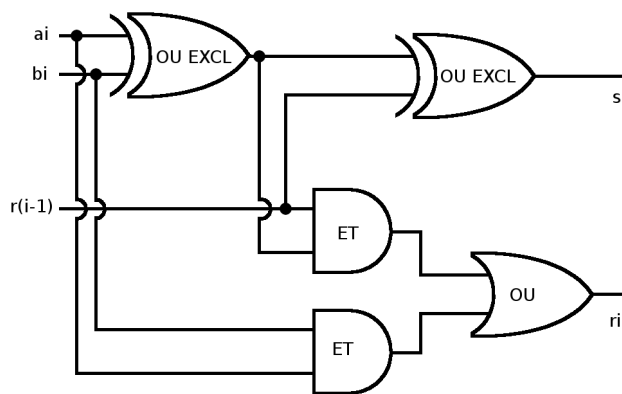 ai
OU EXCL
bi
OU EXCL
s
r(i-1)
ET
OU
ri
ET